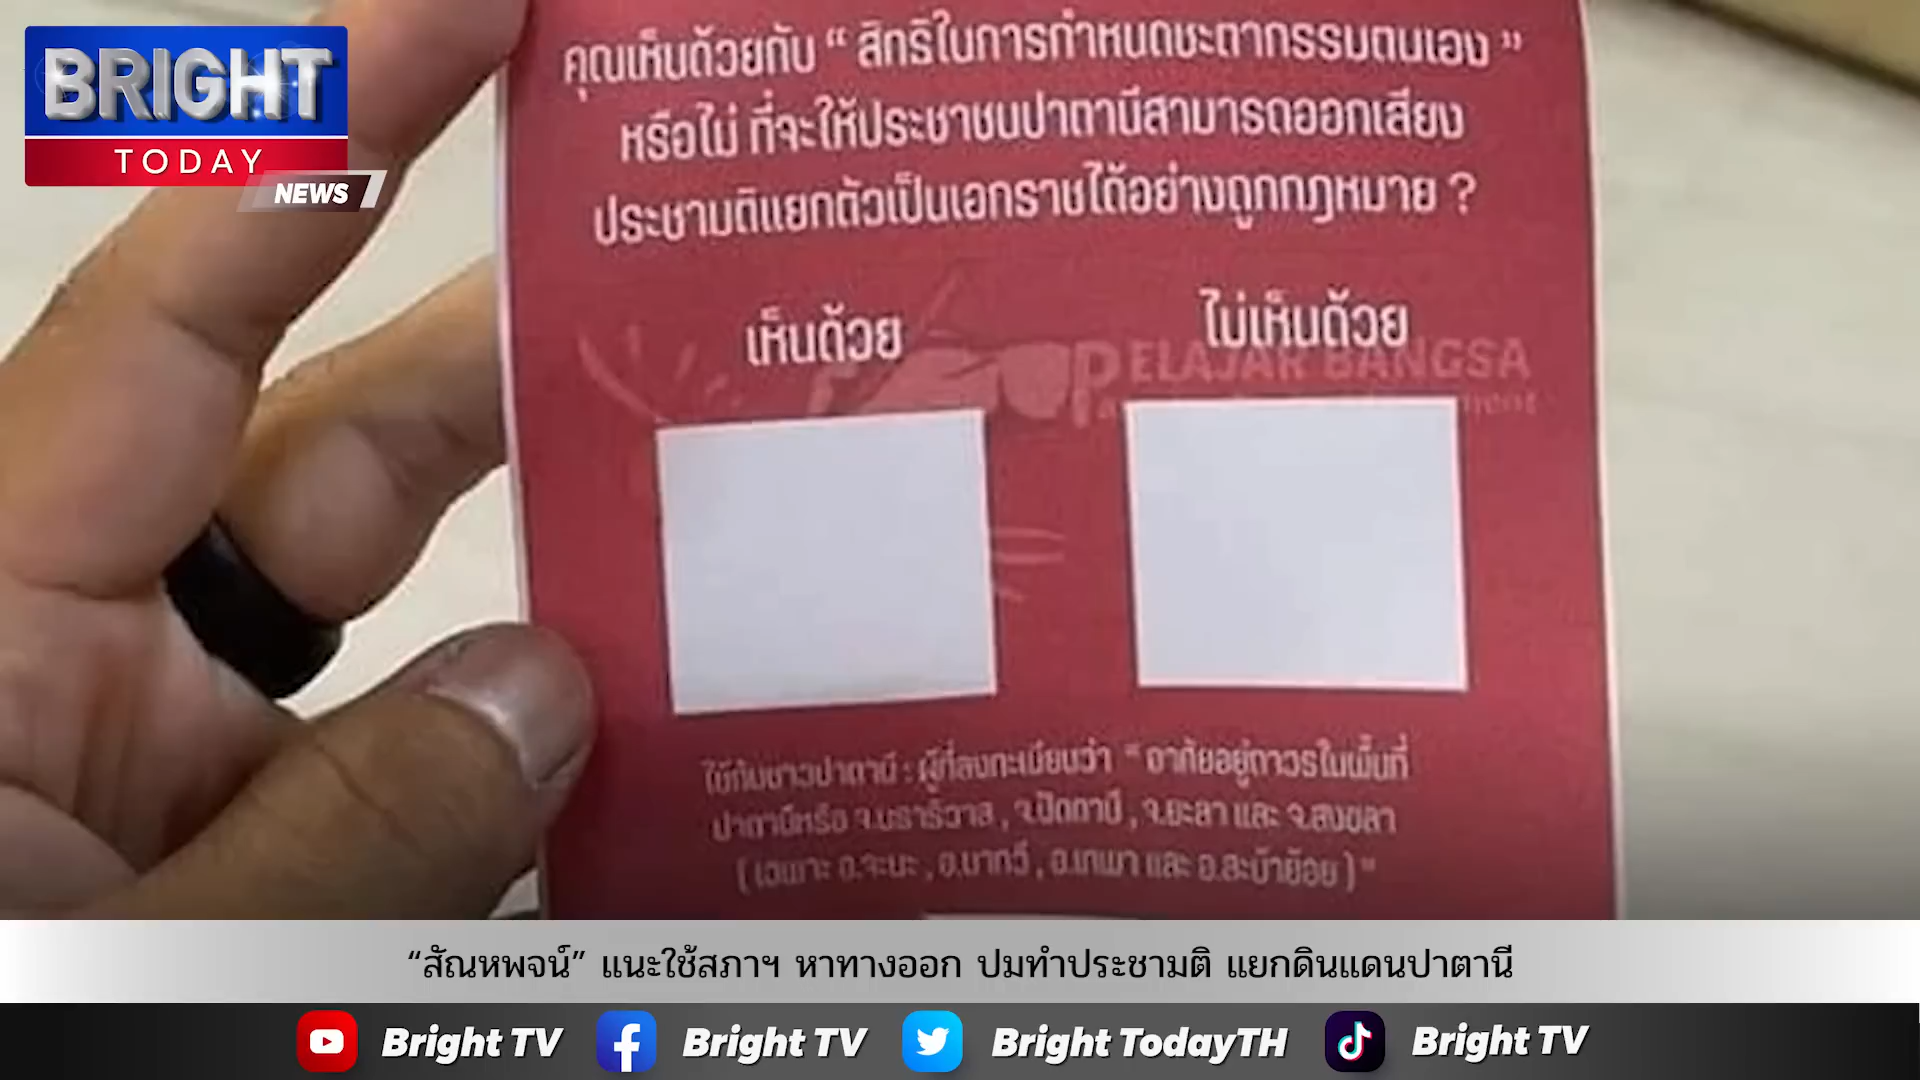 BRIGHT
TODAY
NEWS
คุณเห็นด้วยกับ “ สิทธิในการกำหนดชะตากรรมตนเอง ”
หรือไม่ ที่จะให้ประชาชนปาตานีสามารถออกเสียง
ประชามติแยกตัวเป็นเอกราชได้อย่างถูกกฎหมาย ?
เห็นด้วย
ไม่เห็นด้วย
PELAJAR BANGSA
ใช้กับชาวปาตานี : ผู้ที่ลงทะเบียนว่า “ อาศัยอยู่ถาวรในพื้นที่
ปาตานีหรือ จ.นราธิวาส , จ.ปัตตานี , จ.ยะลา และ จ.สงขลา
( เฉพาะ อ.จะนะ , อ.นาทวี , อ.เทพา และ อ.สะบ้าย้อย ) ”
“สัณหพจน์” แนะใช้สภาฯ หาทางออก ปมทำประชามติ แยกดินแดนปาตานี
Bright TV
Bright TV
Bright TodayTH
Bright TV